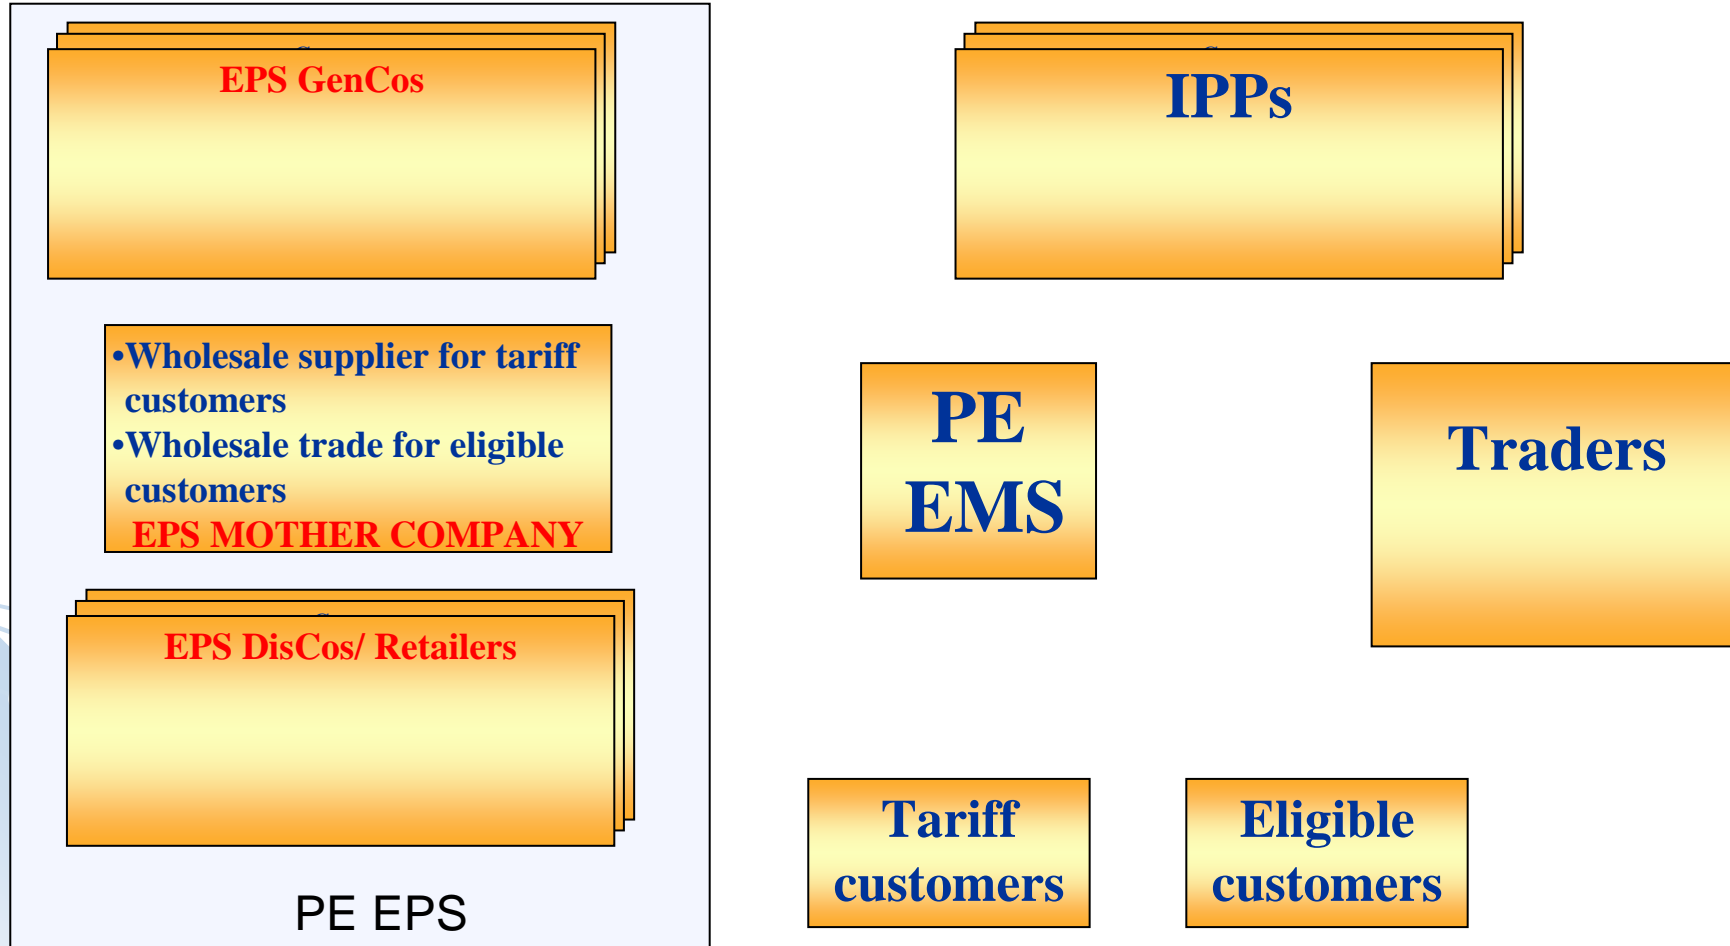 EPS GenCos
•Wholesale supplier for tariff
customers
•Wholesale trade for eligible
customers
EPS MOTHER COMPANY
EPS DisCos/ Retailers
PE EPS
IPPs
PE
EMS
Traders
Tariff
customers
Eligible
customers